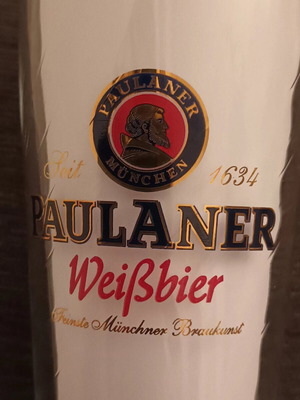 PAULANER
MÜNCHEN
Seit 1634
PAULANER
Weißbier
Feinste Münchner Braukunst